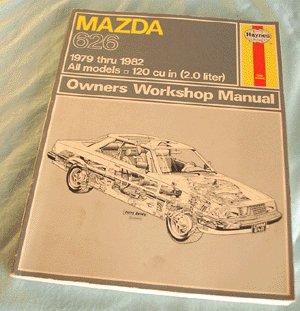 MAZDA
626
Haynes
1979 thru 1982
All models □ 120 cu in (2.0 liter)
Owners Workshop Manual